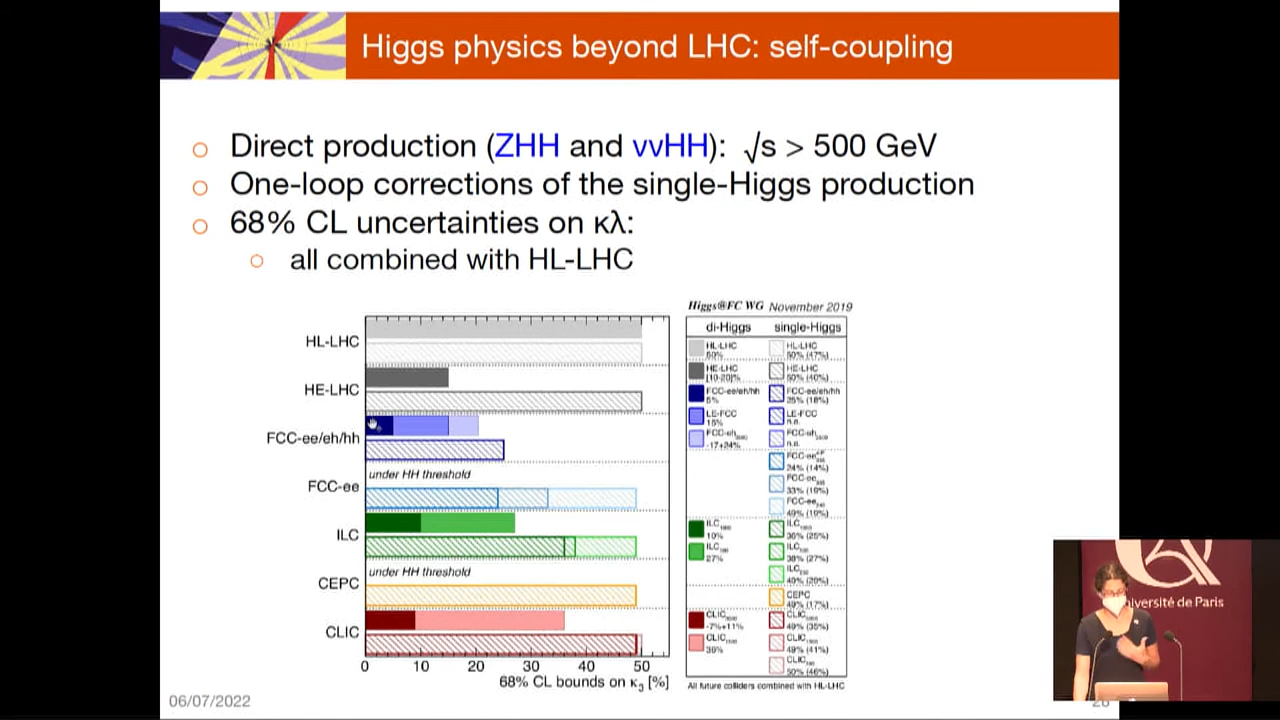 Higgs physics beyond LHC: self-coupling
Direct production (ZHH and ννHH): √s > 500 GeV
One-loop corrections of the single-Higgs production
68% CL uncertainties on κλ:
all combined with HL-LHC
Higgs@FC WG November 2019
di-Higgs single-Higgs
HL-LHC HL-LHC
50% 50% (47%)
HE-LHC HE-LHC
[10-20]% 50% (40%)
FCC-ee/eh/hh FCC-ee/eh/hh
5% 25% (18%)
LE-FCC LE-FCC
15% n.a.
FCC-eh FCC-eh
-17+24% n.a.
FCC-ee
24% (14%)
FCC-ee
33% (19%)
FCC-ee
49% (19%)
ILC ILC
10% 36% (25%)
ILC ILC
27% 38% (27%)
ILC
49% (29%)
CEPC
49% (17%)
CLIC CLIC
-7%+11% 49% (35%)
CLIC CLIC
36% 49% (41%)
CLIC
50% (46%)
All future colliders combined with HL-LHC
HL-LHC
HE-LHC
FCC-ee/eh/hh
under HH threshold
FCC-ee
ILC
under HH threshold
CEPC
CLIC
0 10 20 30 40 50
68% CL bounds on κ₃ [%]
06/07/2022
niversité de Paris